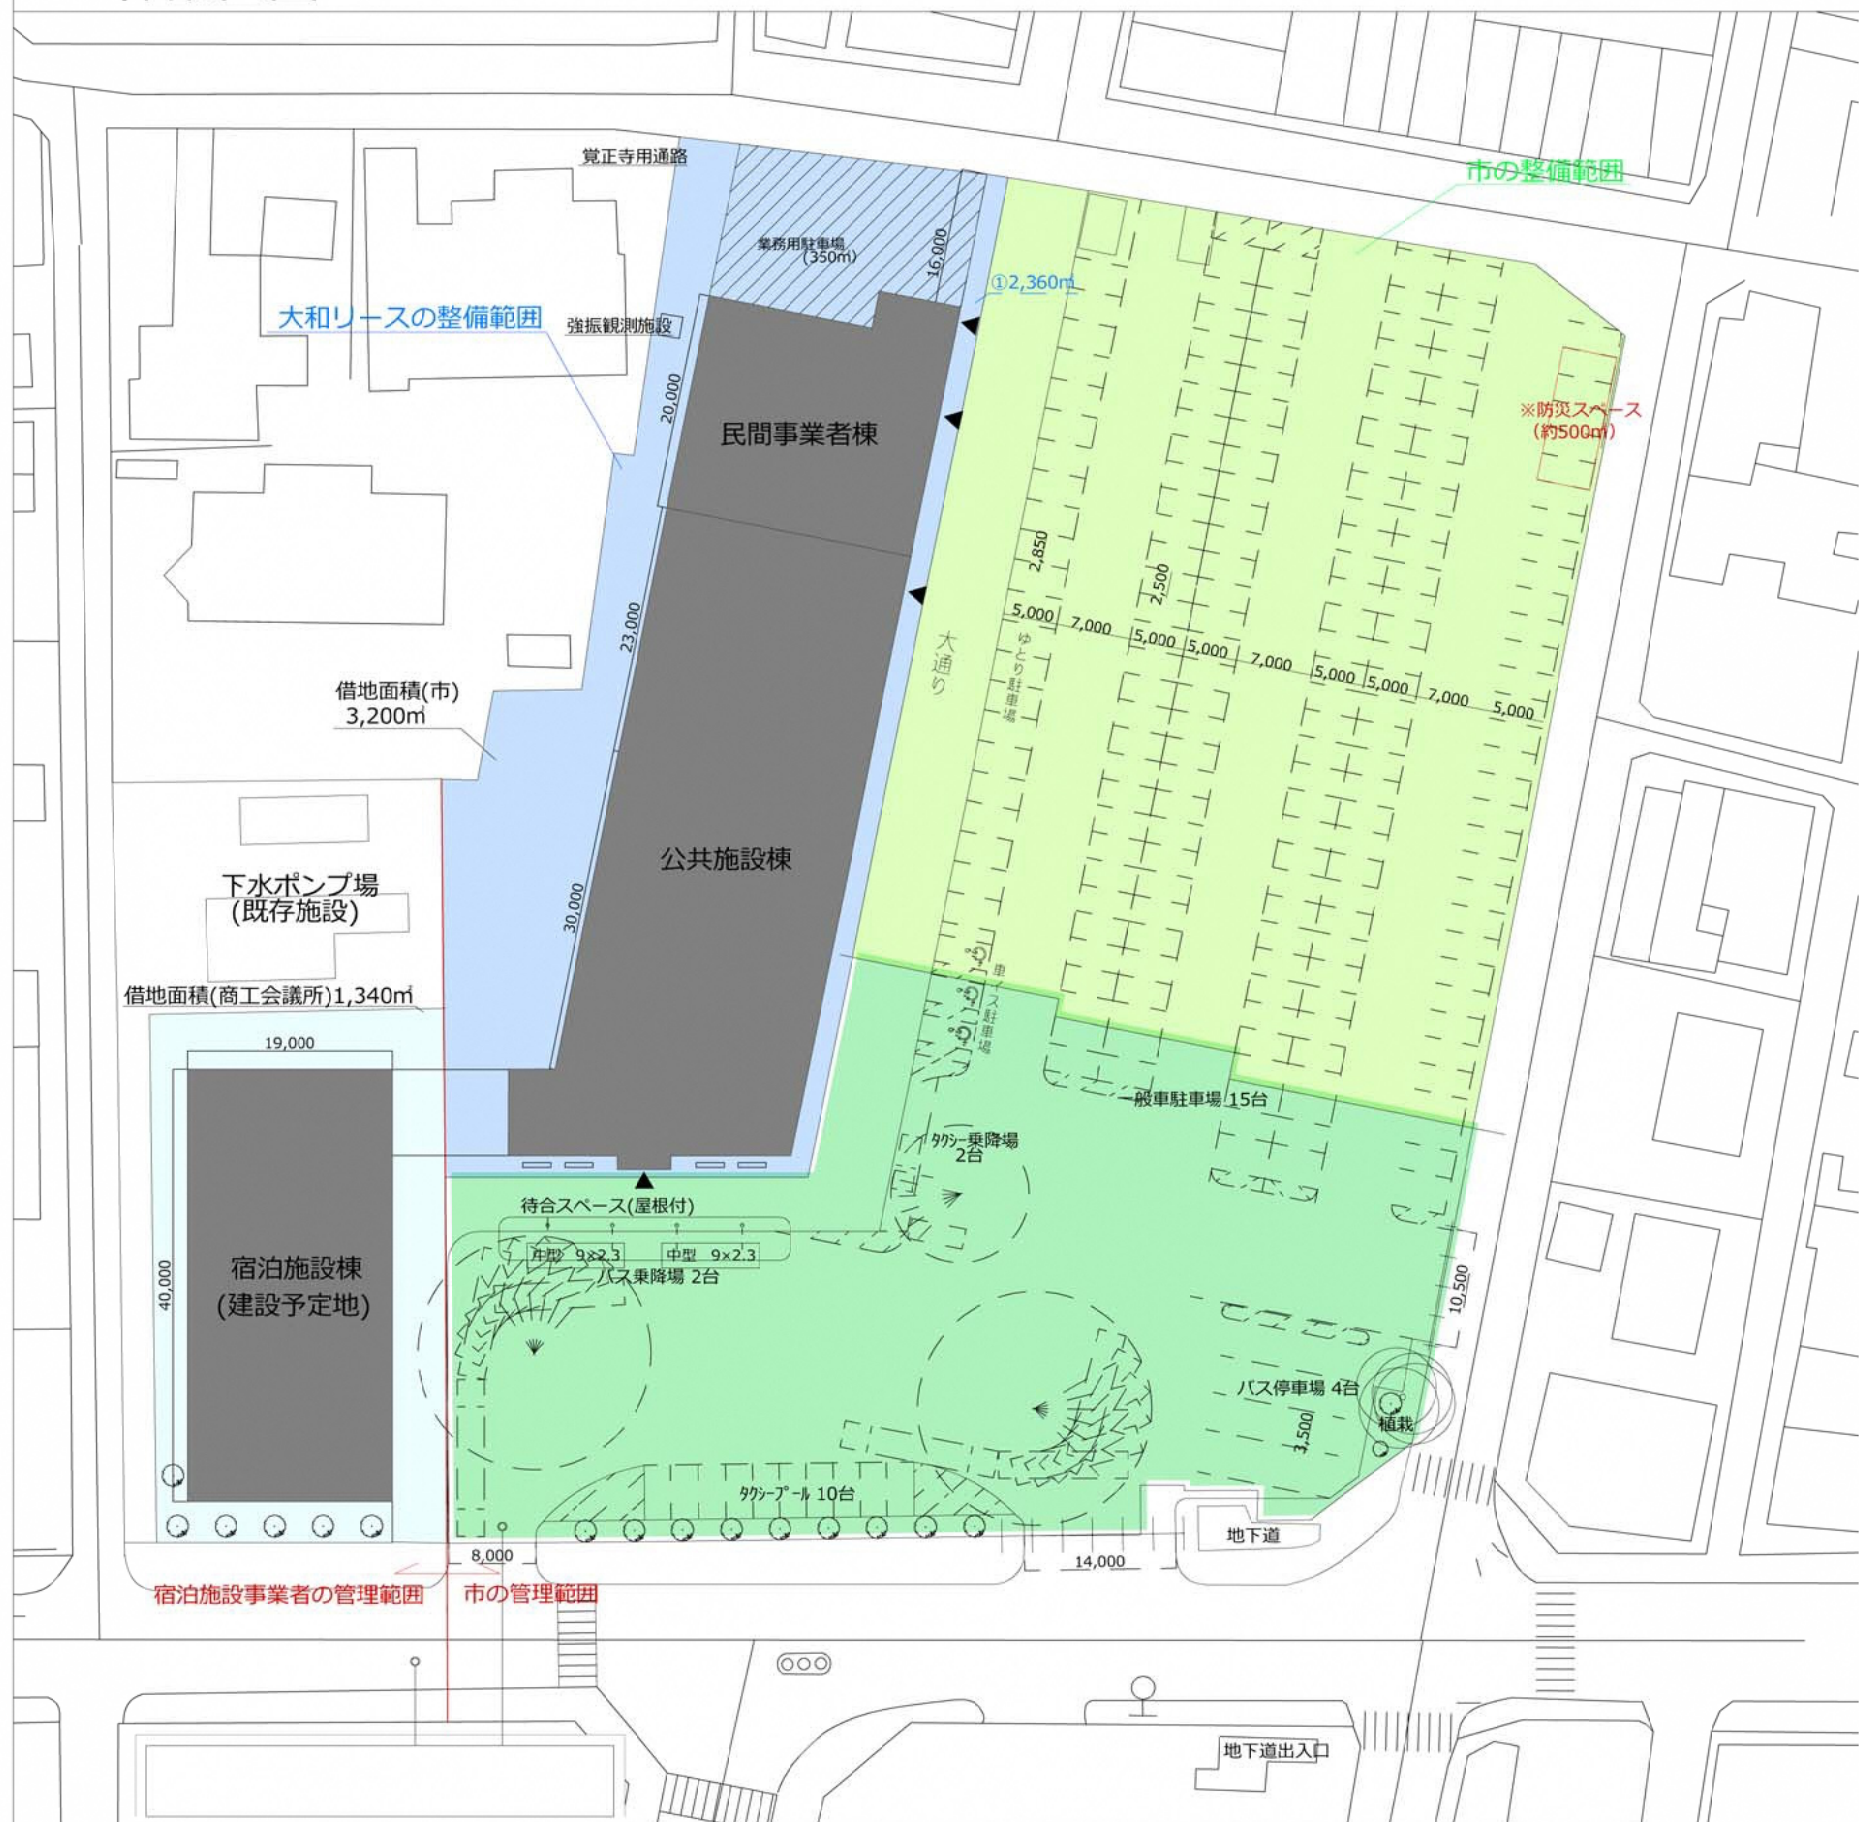 覚正寺用通路
市の整備範囲
業務用駐車場
(350㎡)
16,000
①2,360㎡
大和リースの整備範囲
強振観測施設
20,000
※防災スペース
(約500㎡)
民間事業者棟
2,850
2,500
5,000
7,000
5,000
5,000
7,000
5,000
5,000
7,000
5,000
23,000
大通り
ゆとり駐車場
借地面積(市)
3,200㎡
公共施設棟
下水ポンプ場
(既存施設)
30,000
車イス駐車場
借地面積(商工会議所)1,340㎡
19,000
一般車駐車場 15台
タクシー乗降場
2台
待合スペース(屋根付)
中型 9×2.3
中型 9×2.3
バス乗降場 2台
宿泊施設棟
(建設予定地)
40,000
10,500
バス停車場 4台
植栽
3,500
タクシープール 10台
地下道
8,000
14,000
宿泊施設事業者の管理範囲
市の管理範囲
地下道出入口